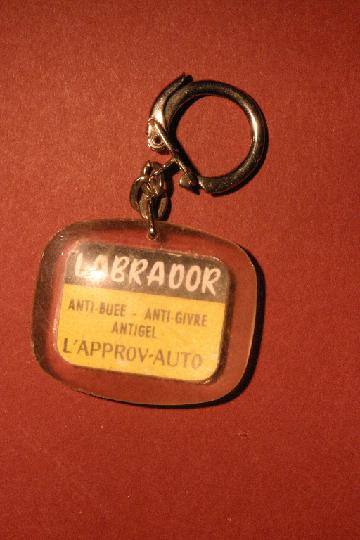 LABRADOR
ANTI-BUEE - ANTI-GIVRE
ANTIGEL
L'APPROV-AUTO